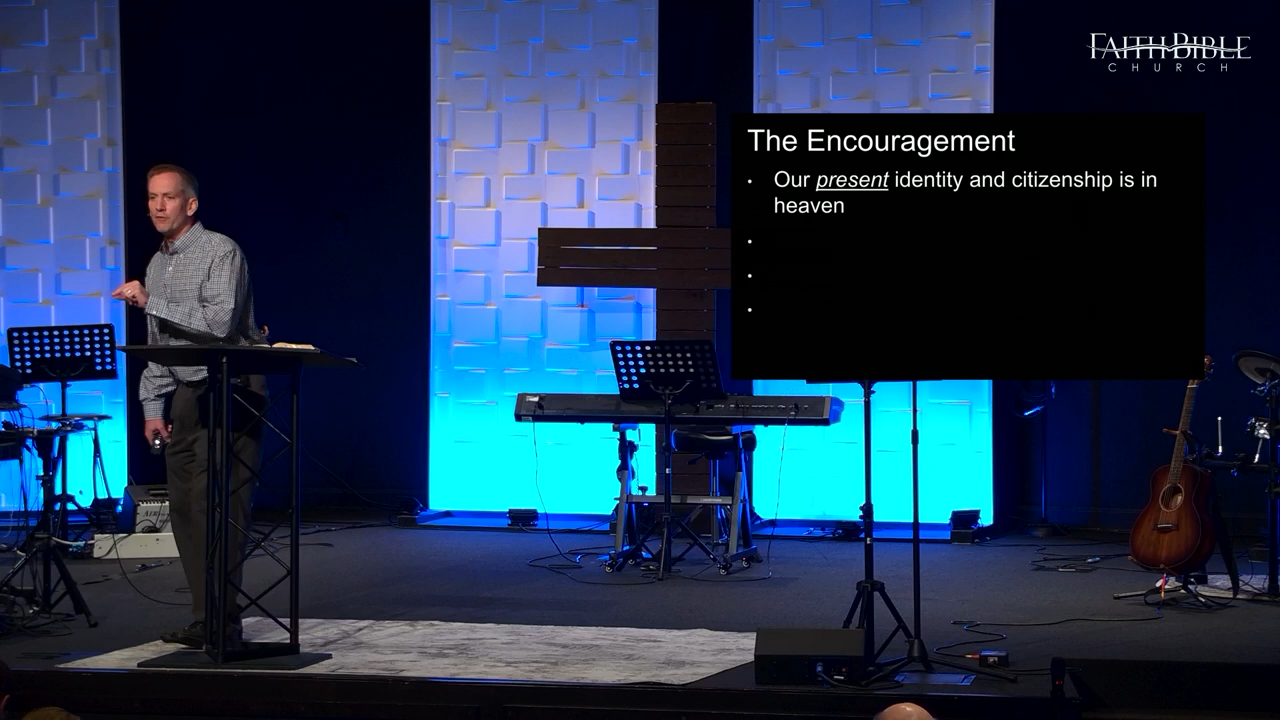 FAITH BIBLE
CHURCH
The Encouragement
• Our present identity and citizenship is in
heaven
•
•
•